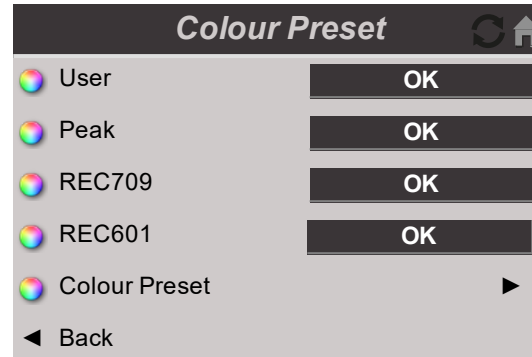 Colour Preset
User OK
Peak OK
REC709 OK
REC601 OK
Colour Preset ►
◄ Back